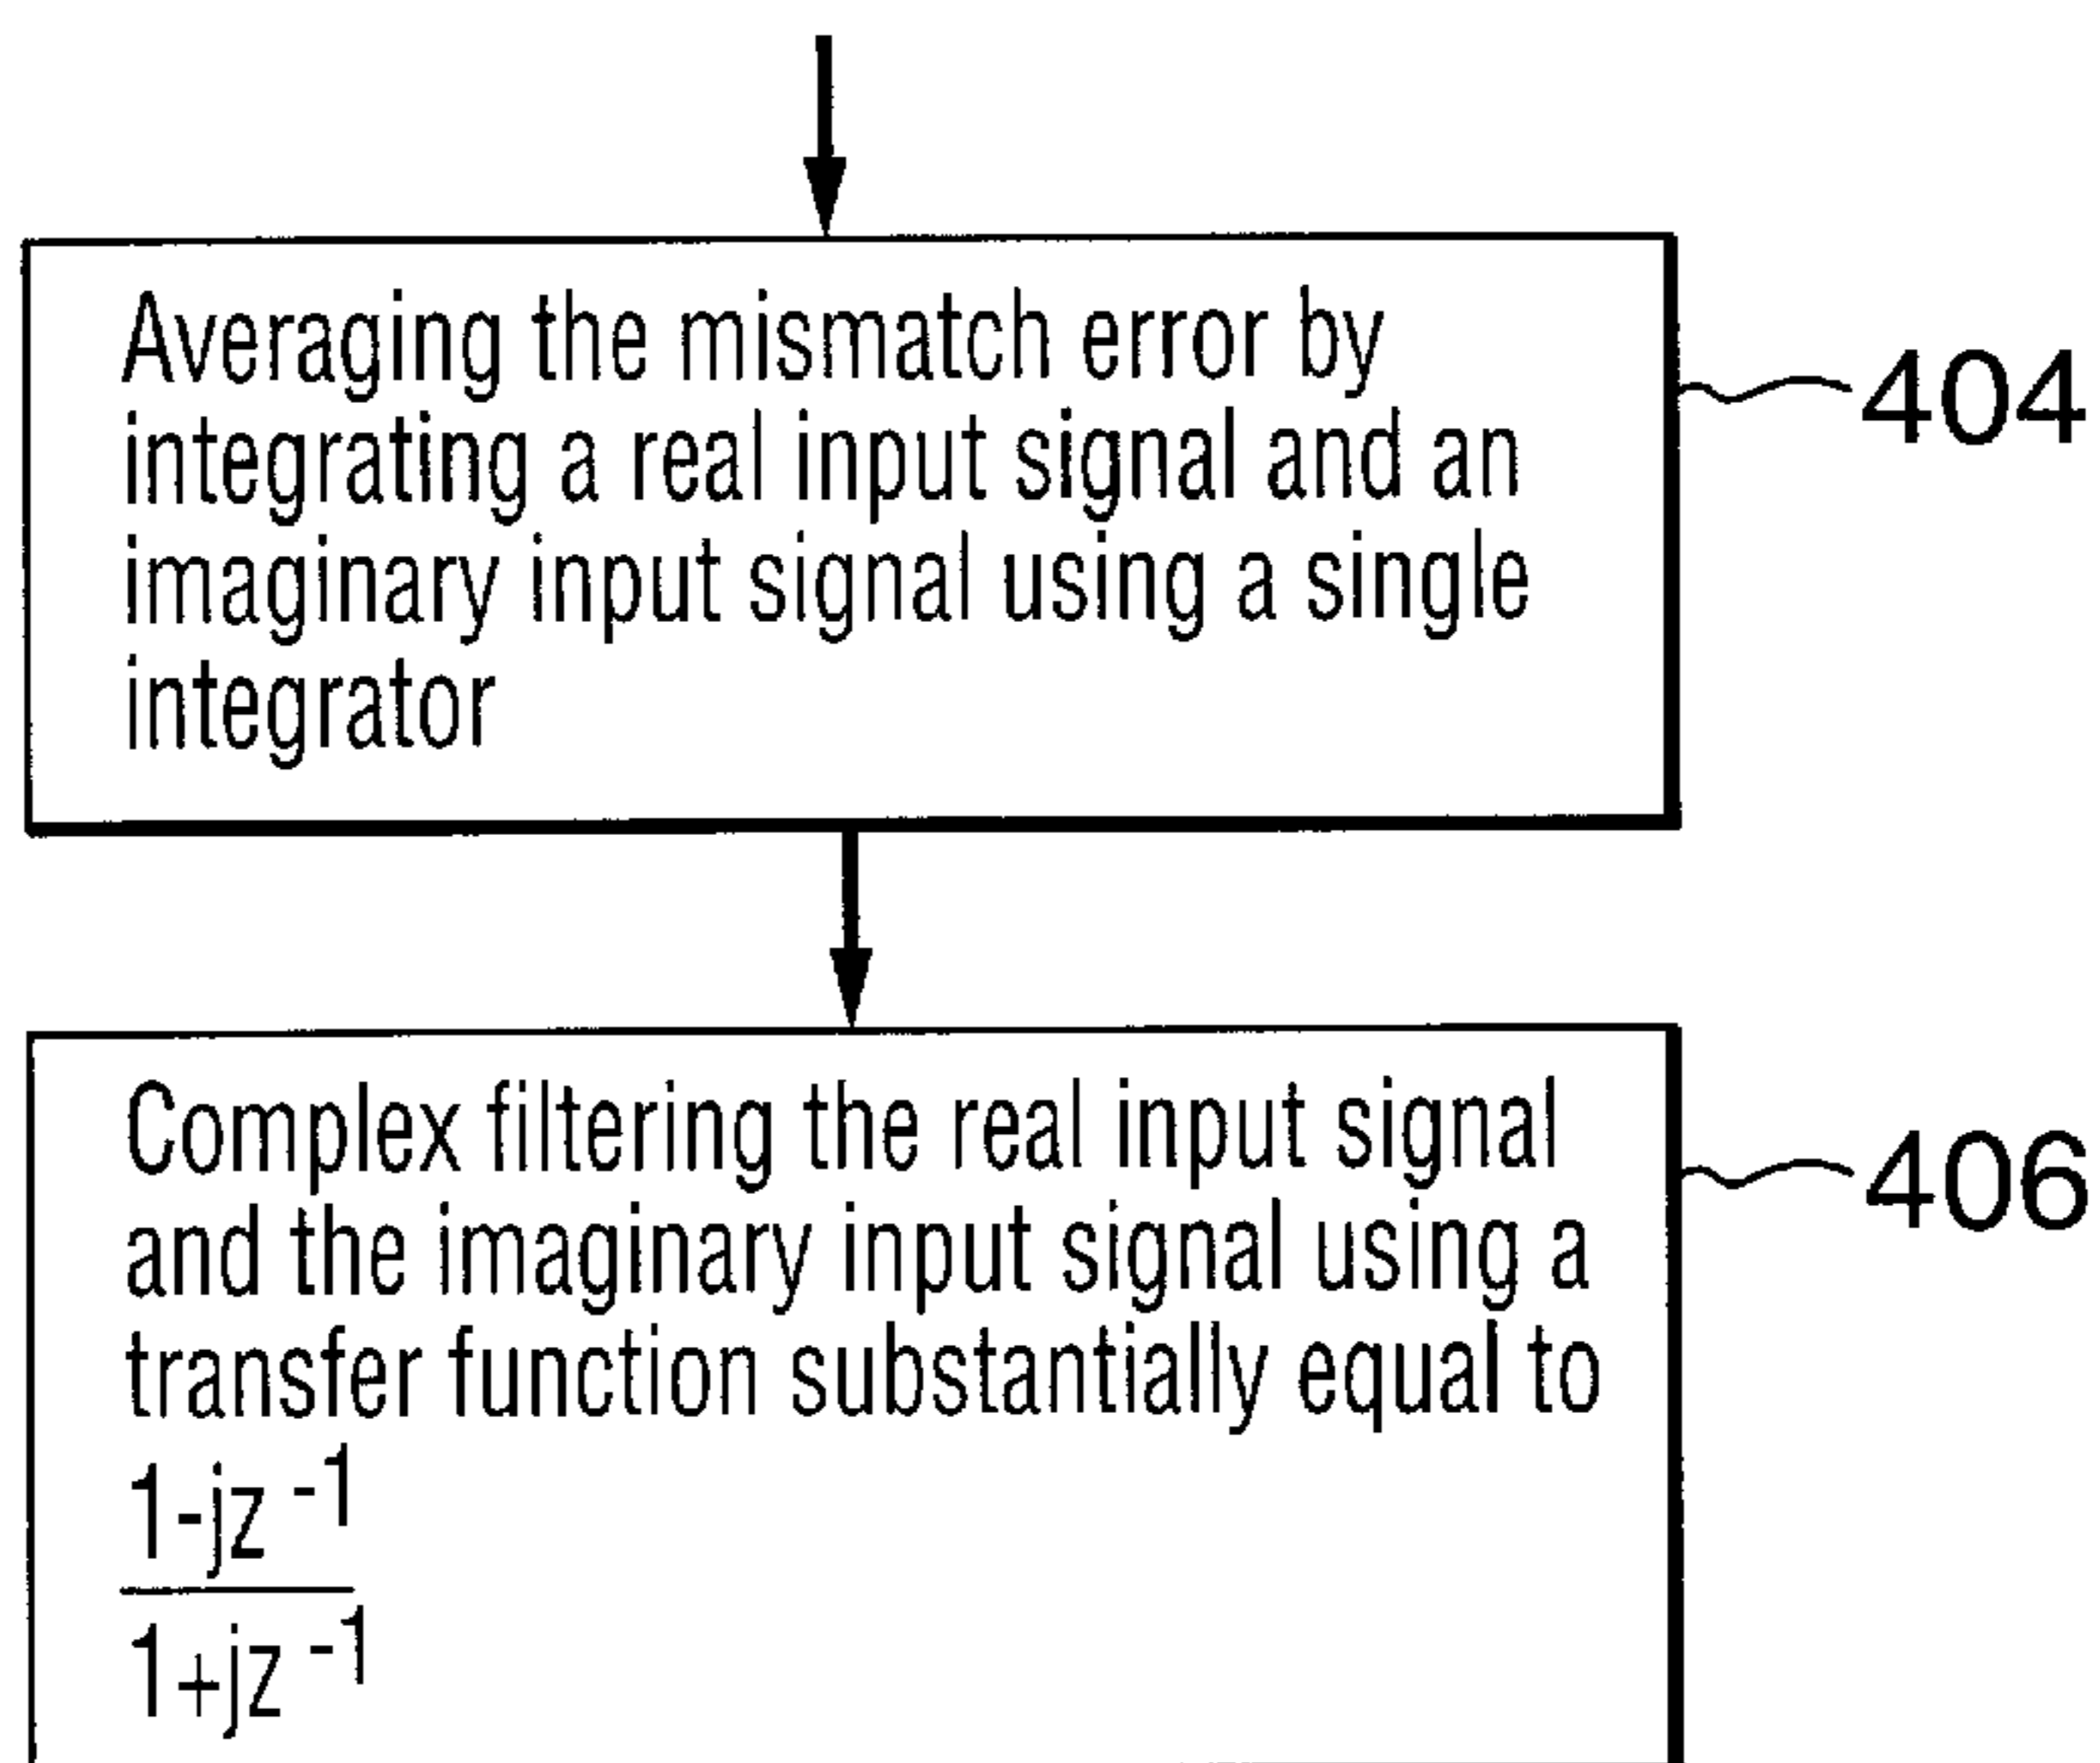 Averaging the mismatch error by
integrating a real input signal and an
imaginary input signal using a single
integrator
404
Complex filtering the real input signal
and the imaginary input signal using a
transfer function substantially equal to
1-jz -1
1+jz -1
406